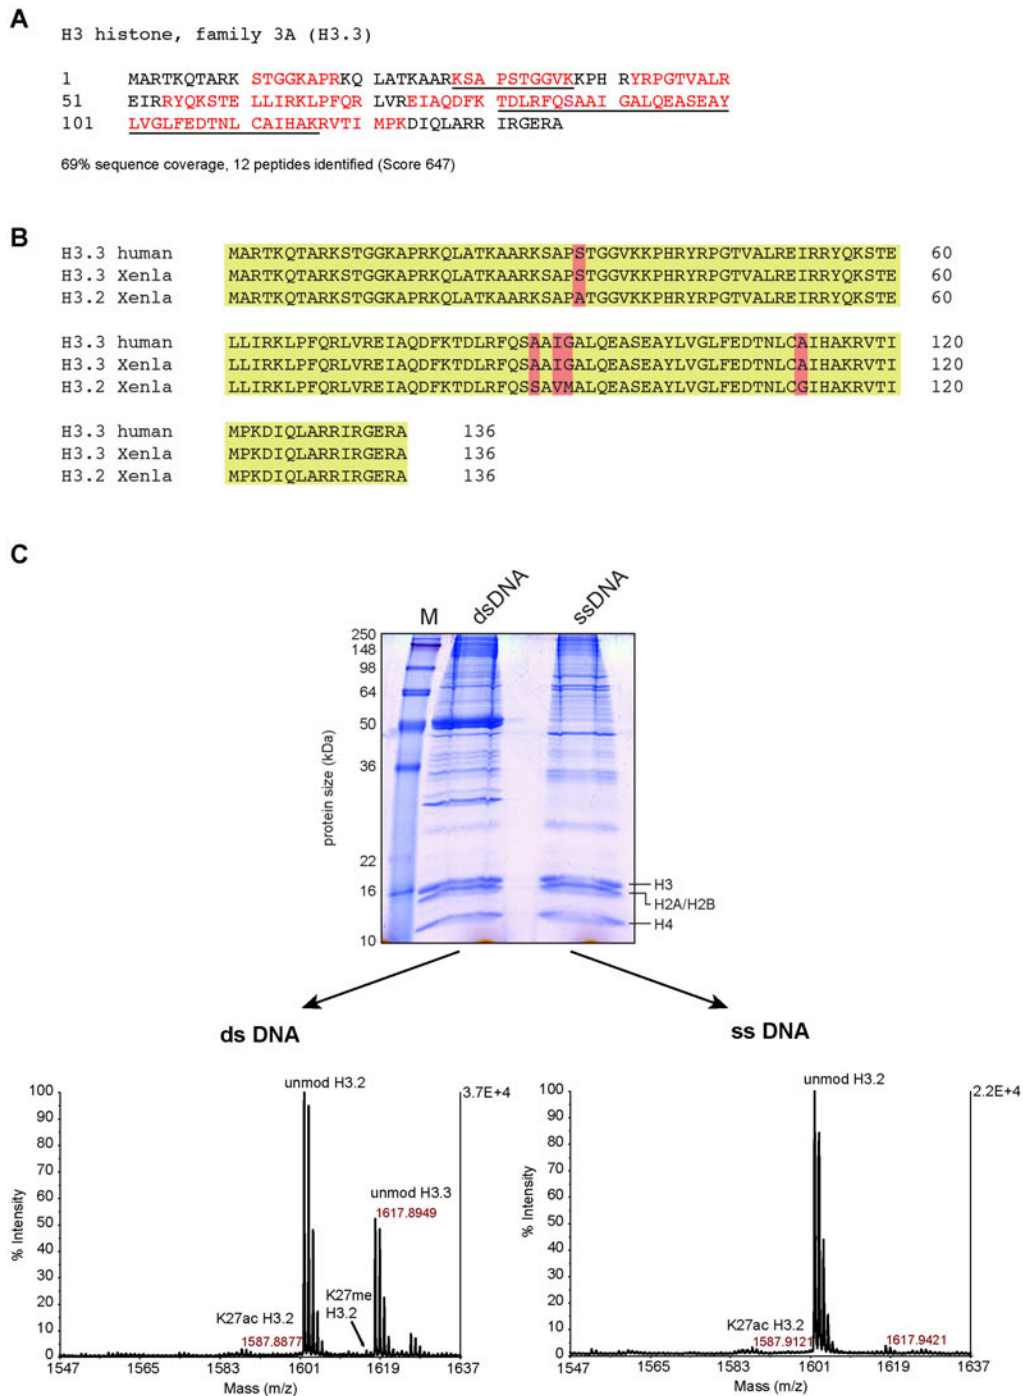 A
H3 histone, family 3A (H3.3)
1 MARTKQTARK STGGKAPRKQ LATKAARKSA PSTGGVKKPH RYRPGTVALR
51 EIRRYQKSTE LLIRKLPFQR LVREIAQDFK TDLRFQSAAI GALQEASEAY
101 LVGLFEDTNL CAIHAKRVTI MPKDIQLARR IRGERA
69% sequence coverage, 12 peptides identified (Score 647)
B
H3.3 human MARTKQTARKSTGGKAPRKQLATKAARKSAPSTGGVKKPHRYRPGTVALREIRRYQKSTE 60
H3.3 Xenla MARTKQTARKSTGGKAPRKQLATKAARKSAPSTGGVKKPHRYRPGTVALREIRRYQKSTE 60
H3.2 Xenla MARTKQTARKSTGGKAPRKQLATKAARKSAPATGGVKKPHRYRPGTVALREIRRYQKSTE 60
H3.3 human LLIRKLPFQRLVREIAQDFKTDLRFQSAAIGALQEASEAYLVGLFEDTNLCAIHAKRVTI 120
H3.3 Xenla LLIRKLPFQRLVREIAQDFKTDLRFQSAAIGALQEASEAYLVGLFEDTNLCAIHAKRVTI 120
H3.2 Xenla LLIRKLPFQRLVREIAQDFKTDLRFQSSAVMALQEASEAYLVGLFEDTNLCGIHAKRVTI 120
H3.3 human MPKDIQLARRIRGERA 136
H3.3 Xenla MPKDIQLARRIRGERA 136
H3.2 Xenla MPKDIQLARRIRGERA 136
C
M dsDNA ssDNA
250
148
98
64
50
36
22
16
10
protein size (kDa)
H3
H2A/H2B
H4
ds DNA
unmod H3.2
3.7E+4
unmod H3.3
1617.8949
K27me
H3.2
K27ac H3.2
1587.8877
100
90
80
70
60
50
40
30
20
10
0
% Intensity
1547 1565 1583 1601 1619 1637
Mass (m/z)
ss DNA
unmod H3.2
2.2E+4
K27ac H3.2
1587.9121
1617.9421
100
90
80
70
60
50
40
30
20
10
0
% Intensity
1547 1565 1583 1601 1619 1637
Mass (m/z)